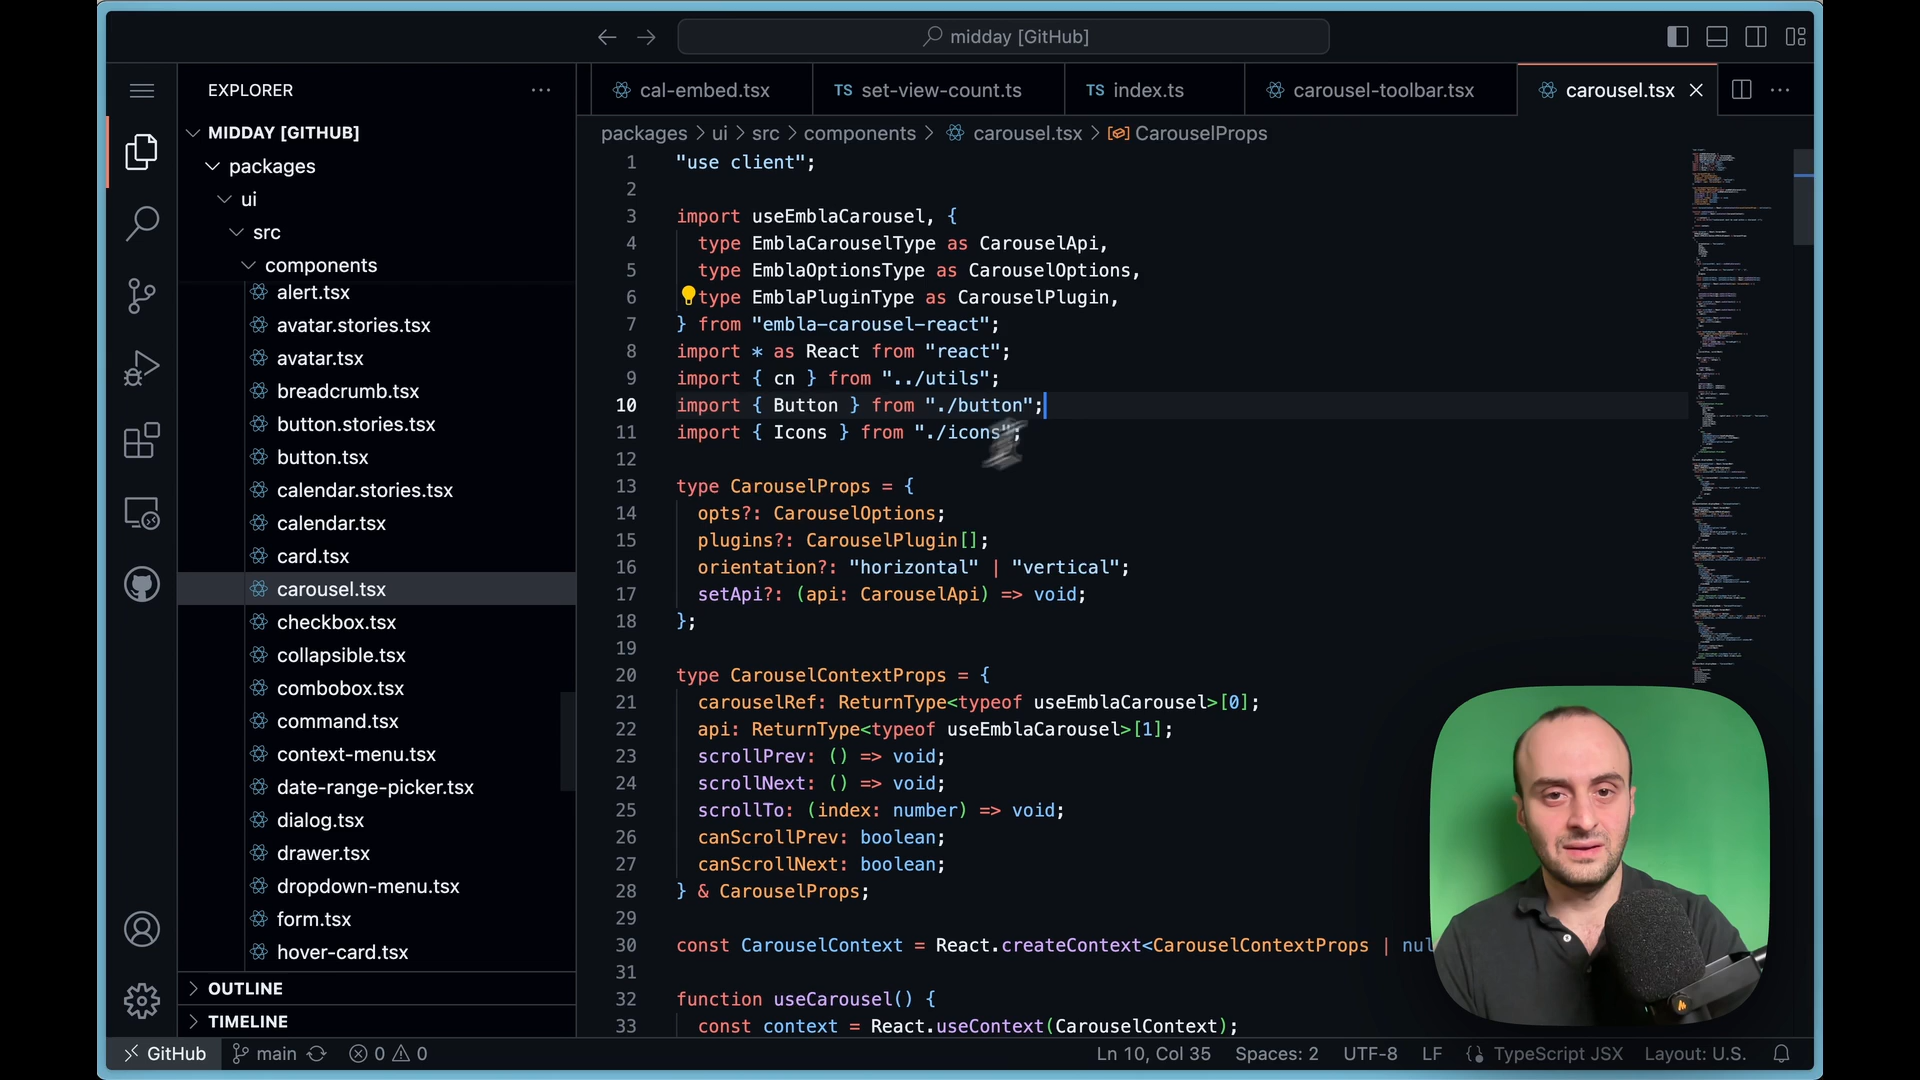 midday [GitHub]
EXPLORER
cal-embed.tsx
TS set-view-count.ts
TS index.ts
carousel-toolbar.tsx
carousel.tsx
MIDDAY [GITHUB]
packages
ui
src
components
alert.tsx
avatar.stories.tsx
avatar.tsx
breadcrumb.tsx
button.stories.tsx
button.tsx
calendar.stories.tsx
calendar.tsx
card.tsx
carousel.tsx
checkbox.tsx
collapsible.tsx
combobox.tsx
command.tsx
context-menu.tsx
date-range-picker.tsx
dialog.tsx
drawer.tsx
dropdown-menu.tsx
form.tsx
hover-card.tsx
OUTLINE
TIMELINE
packages > ui > src > components > carousel.tsx > CarouselProps
1 "use client";
2
3 import useEmblaCarousel, {
4 type EmblaCarouselType as CarouselApi,
5 type EmblaOptionsType as CarouselOptions,
6 type EmblaPluginType as CarouselPlugin,
7 } from "embla-carousel-react";
8 import * as React from "react";
9 import { cn } from "../utils";
10 import { Button } from "./button";
11 import { Icons } from "./icons";
12
13 type CarouselProps = {
14 opts?: CarouselOptions;
15 plugins?: CarouselPlugin[];
16 orientation?: "horizontal" | "vertical";
17 setApi?: (api: CarouselApi) => void;
18 };
19
20 type CarouselContextProps = {
21 carouselRef: ReturnType<typeof useEmblaCarousel>[0];
22 api: ReturnType<typeof useEmblaCarousel>[1];
23 scrollPrev: () => void;
24 scrollNext: () => void;
25 scrollTo: (index: number) => void;
26 canScrollPrev: boolean;
27 canScrollNext: boolean;
28 } & CarouselProps;
29
30 const CarouselContext = React.createContext<CarouselContextProps | nul
31
32 function useCarousel() {
33 const context = React.useContext(CarouselContext);
GitHub
main
0
0
Ln 10, Col 35
Spaces: 2
UTF-8
LF
TypeScript JSX
Layout: U.S.